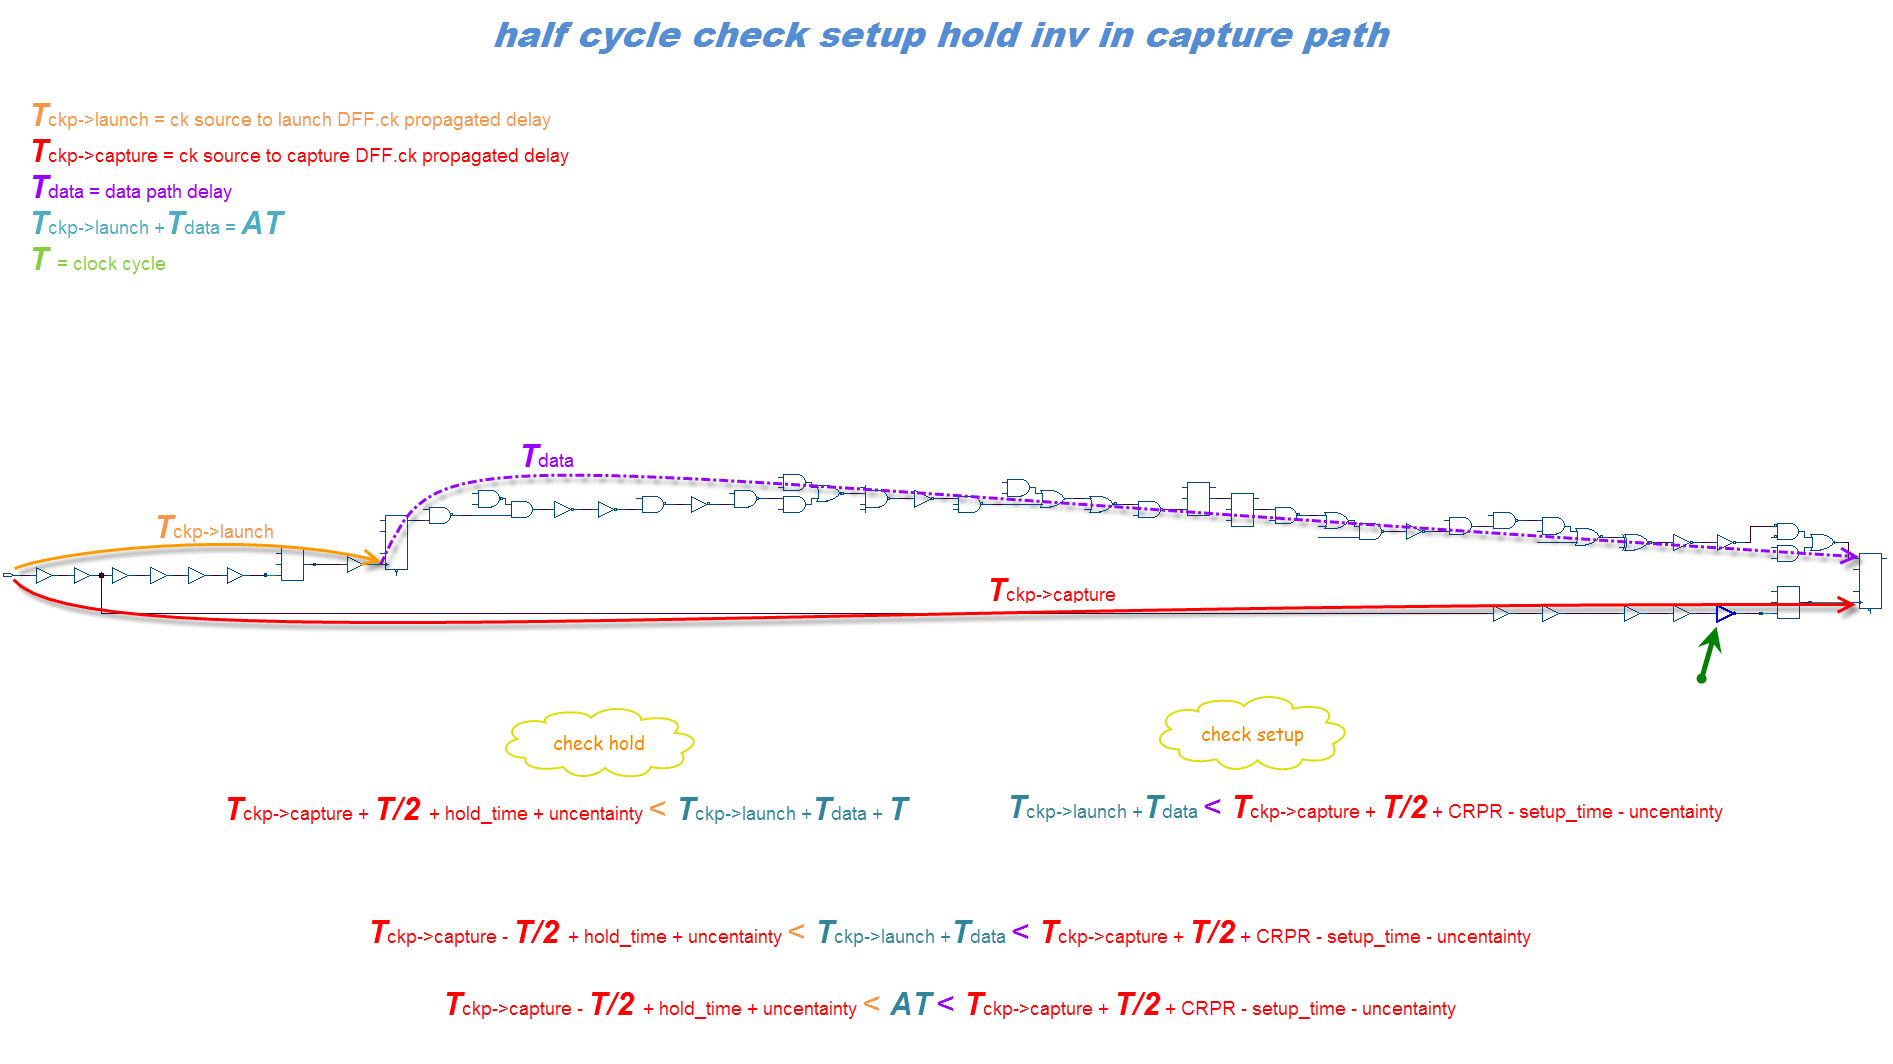 half cycle check setup hold inv in capture path
Tckp->launch = ck source to launch DFF.ck propagated delay
Tckp->capture = ck source to capture DFF.ck propagated delay
Tdata = data path delay
Tckp->launch +Tdata = AT
T = clock cycle
Tdata
Tckp->launch
Tckp->capture
check hold
check setup
Tckp->capture + T/2 + hold_time + uncentainty < Tckp->launch +Tdata + T
Tckp->launch +Tdata < Tckp->capture + T/2 + CRPR - setup_time - uncentainty
Tckp->capture - T/2 + hold_time + uncentainty < Tckp->launch +Tdata < Tckp->capture + T/2 + CRPR - setup_time - uncentainty
Tckp->capture - T/2 + hold_time + uncentainty < AT < Tckp->capture + T/2 + CRPR - setup_time - uncentainty